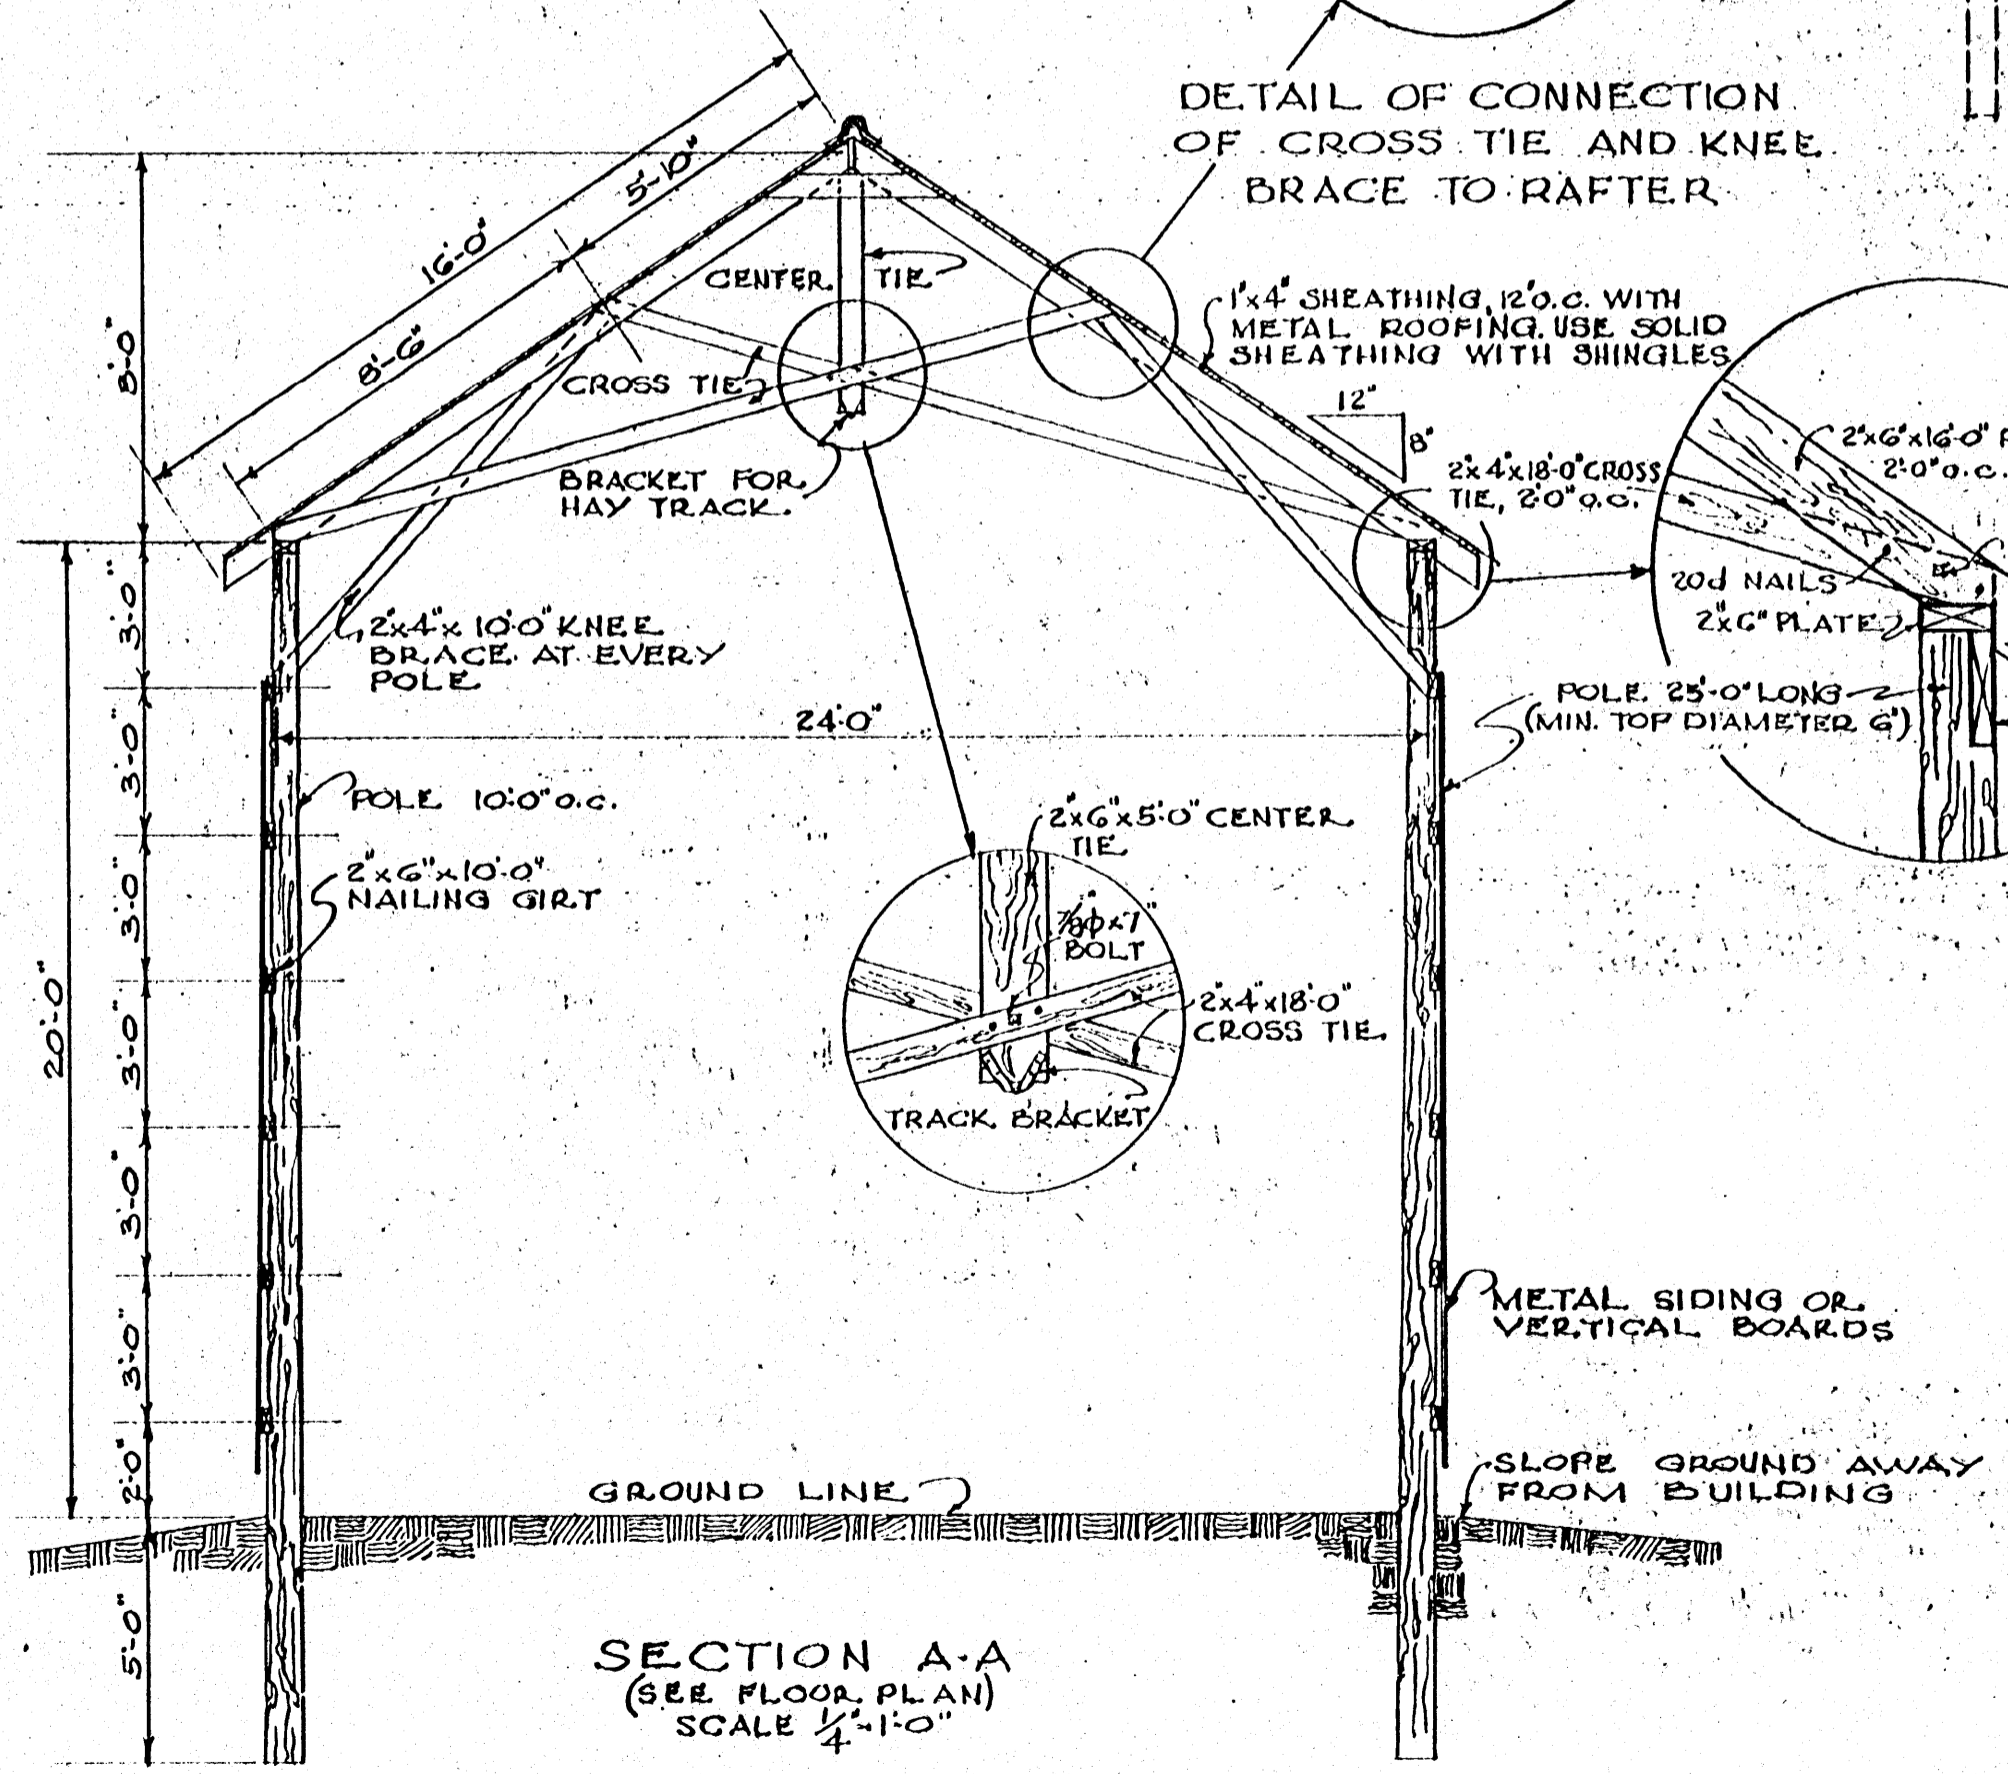 DETAIL OF CONNECTION
OF CROSS TIE AND KNEE
BRACE TO RAFTER
16'-0"
5'-10"
8'-6"
8'-0"
CENTER TIE
CROSS TIE
BRACKET FOR
HAY TRACK.
1"x4" SHEATHING, 12"O.C. WITH
METAL ROOFING. USE SOLID
SHEATHING WITH SHINGLES
12"
8"
2"x4"x18'-0" CROSS
TIE, 2'-0" O.C.
2"x6"x16'-0"
2'-0" O.C.
20d NAILS
2"x6" PLATE
3'-0"
2"x4"x 10'-0" KNEE
BRACE AT EVERY
POLE
POLE 25'-0" LONG
(MIN. TOP DIAMETER 6")
24'-0"
3'-0"
POLE 10'-0" O.C.
2"x6"x10'-0"
NAILING GIRT
3'-0"
20'-0"
3'-0"
3'-0"
3'-0"
2'-0"
5'-0"
2"x6"x5'-0" CENTER
TIE
7/8"φx7"
BOLT
2"x4"x18'-0"
CROSS TIE.
TRACK BRACKET
METAL SIDING OR
VERTICAL BOARDS
GROUND LINE
SLOPE GROUND AWAY
FROM BUILDING
SECTION A-A
(SEE FLOOR PLAN)
SCALE 1/4"=1'-0"